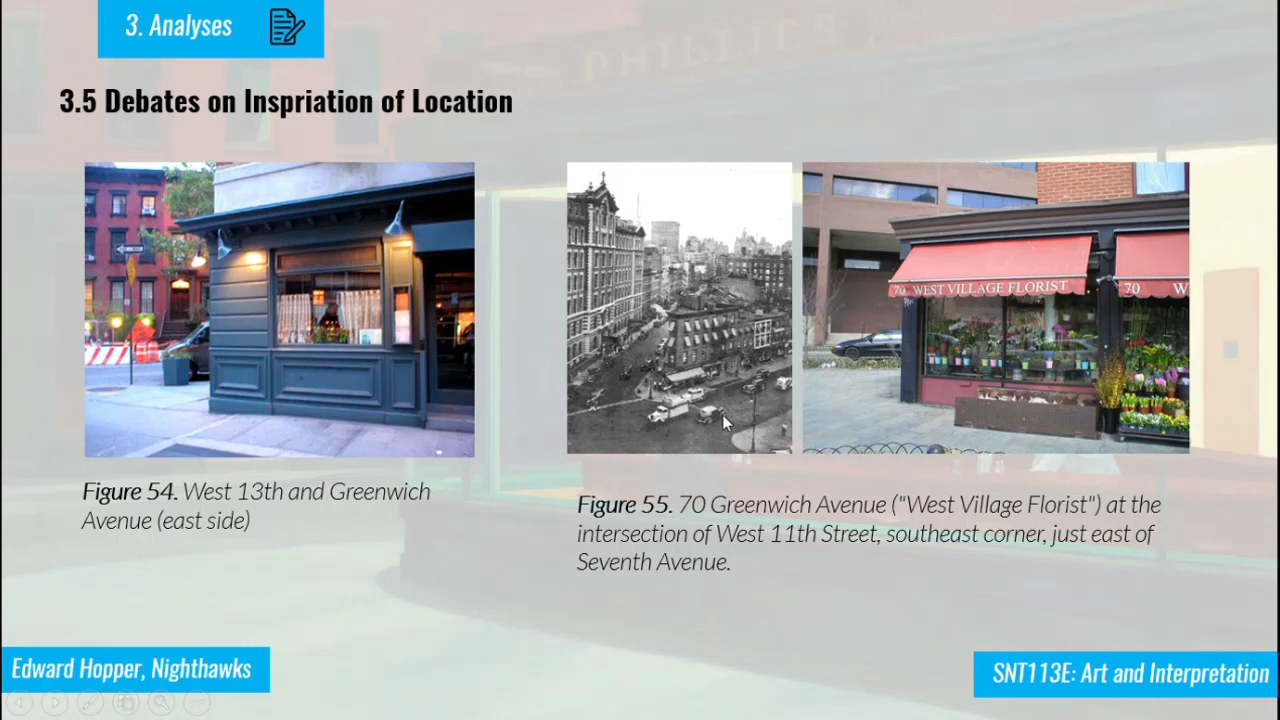 3. Analyses
PHILLIES
3.5 Debates on Inspriation of Location
70 WEST VILLAGE FLORIST
70 W
Figure 54. West 13th and Greenwich
Avenue (east side)
Figure 55. 70 Greenwich Avenue ("West Village Florist") at the
intersection of West 11th Street, southeast corner, just east of
Seventh Avenue.
Edward Hopper, Nighthawks
SNT113E: Art and Interpretation